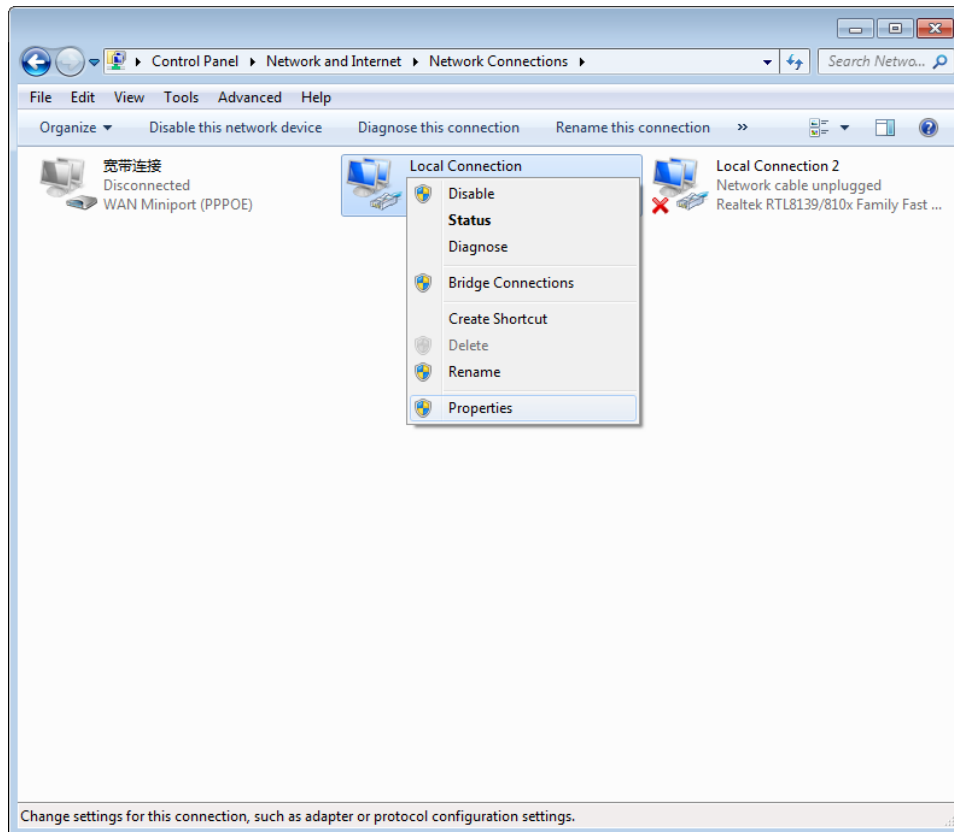 Control Panel Network and Internet Network Connections
Search Netwo...
File Edit View Tools Advanced Help
Organize Disable this network device Diagnose this connection Rename this connection »
宽带连接
Disconnected
WAN Miniport (PPPOE)
Local Connection
Disable
Status
Diagnose
Bridge Connections
Create Shortcut
Delete
Rename
Properties
Local Connection 2
Network cable unplugged
Realtek RTL8139/810x Family Fast ...
Change settings for this connection, such as adapter or protocol configuration settings.